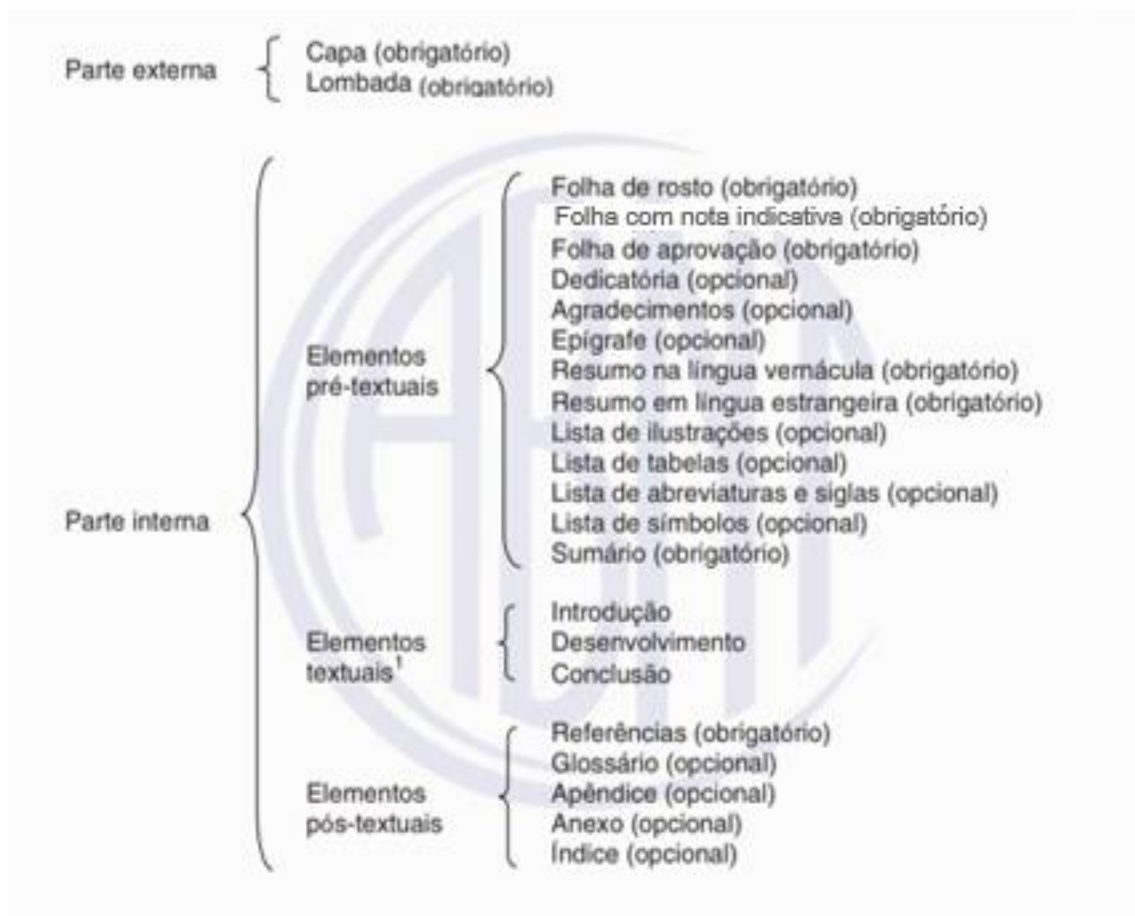 Parte externa
Capa (obrigatório)
Lombada (obrigatório)
Parte interna
Elementos
pré-textuais
Folha de rosto (obrigatório)
Folha com nota indicativa (obrigatório)
Folha de aprovação (obrigatório)
Dedicatória (opcional)
Agradecimentos (opcional)
Epígrafe (opcional)
Resumo na língua vernácula (obrigatório)
Resumo em língua estrangeira (obrigatório)
Lista de ilustrações (opcional)
Lista de tabelas (opcional)
Lista de abreviaturas e siglas (opcional)
Lista de símbolos (opcional)
Sumário (obrigatório)
Elementos
textuais¹
Introdução
Desenvolvimento
Conclusão
Elementos
pós-textuais
Referências (obrigatório)
Glossário (opcional)
Apêndice (opcional)
Anexo (opcional)
Índice (opcional)
ABNT